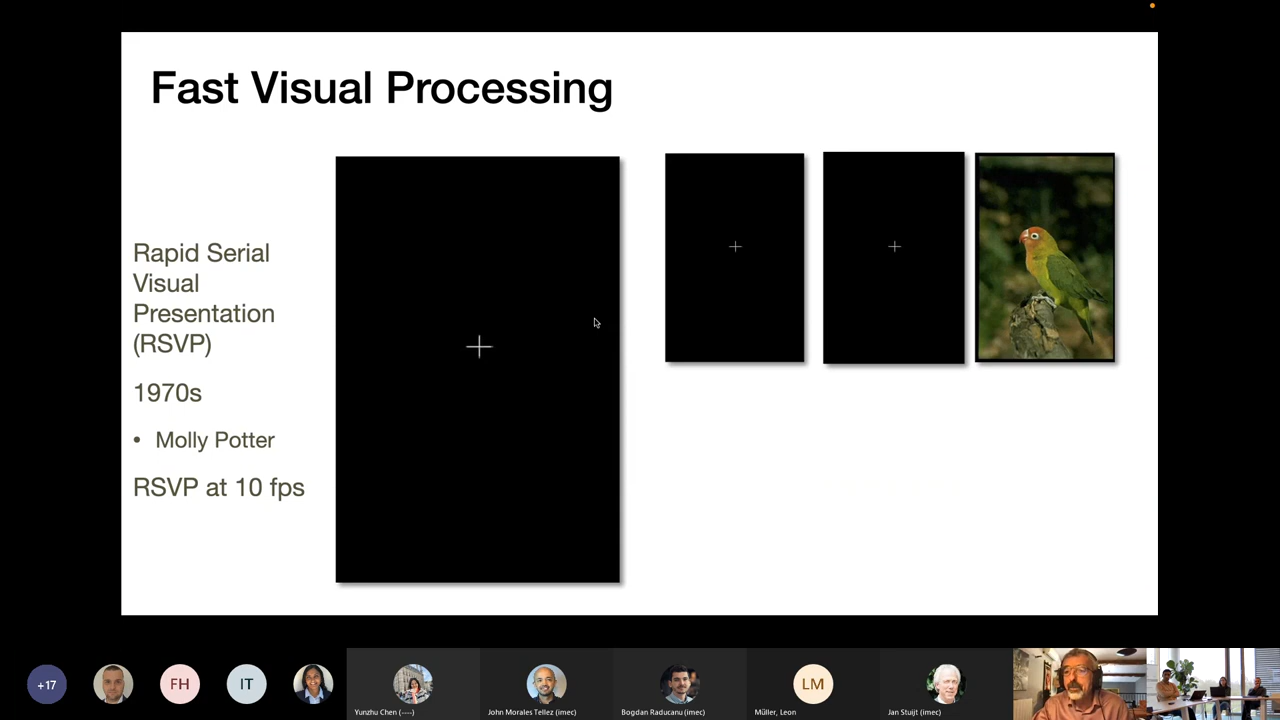 Fast Visual Processing
Rapid Serial
Visual
Presentation
(RSVP)
1970s
• Molly Potter
RSVP at 10 fps
+17
FH
IT
LM
Yunzhu Chen (----)
John Morales Tellez (imec)
Bogdan Raducanu (imec)
Müller, Leon
Jan Stuijt (imec)